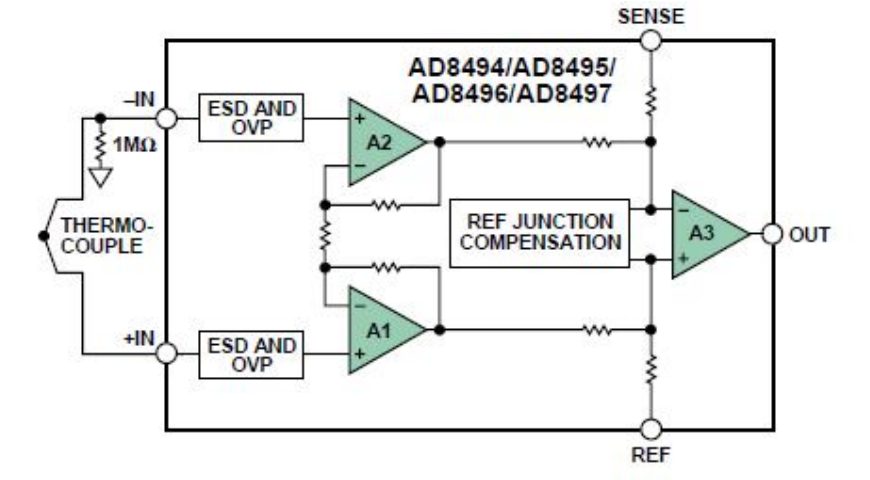 SENSE
AD8494/AD8495/
AD8496/AD8497
–IN
ESD AND
OVP
+
A2
–
1MΩ
THERMO-
COUPLE
REF JUNCTION
COMPENSATION
–
A3
+
OUT
–
A1
+
+IN
ESD AND
OVP
REF